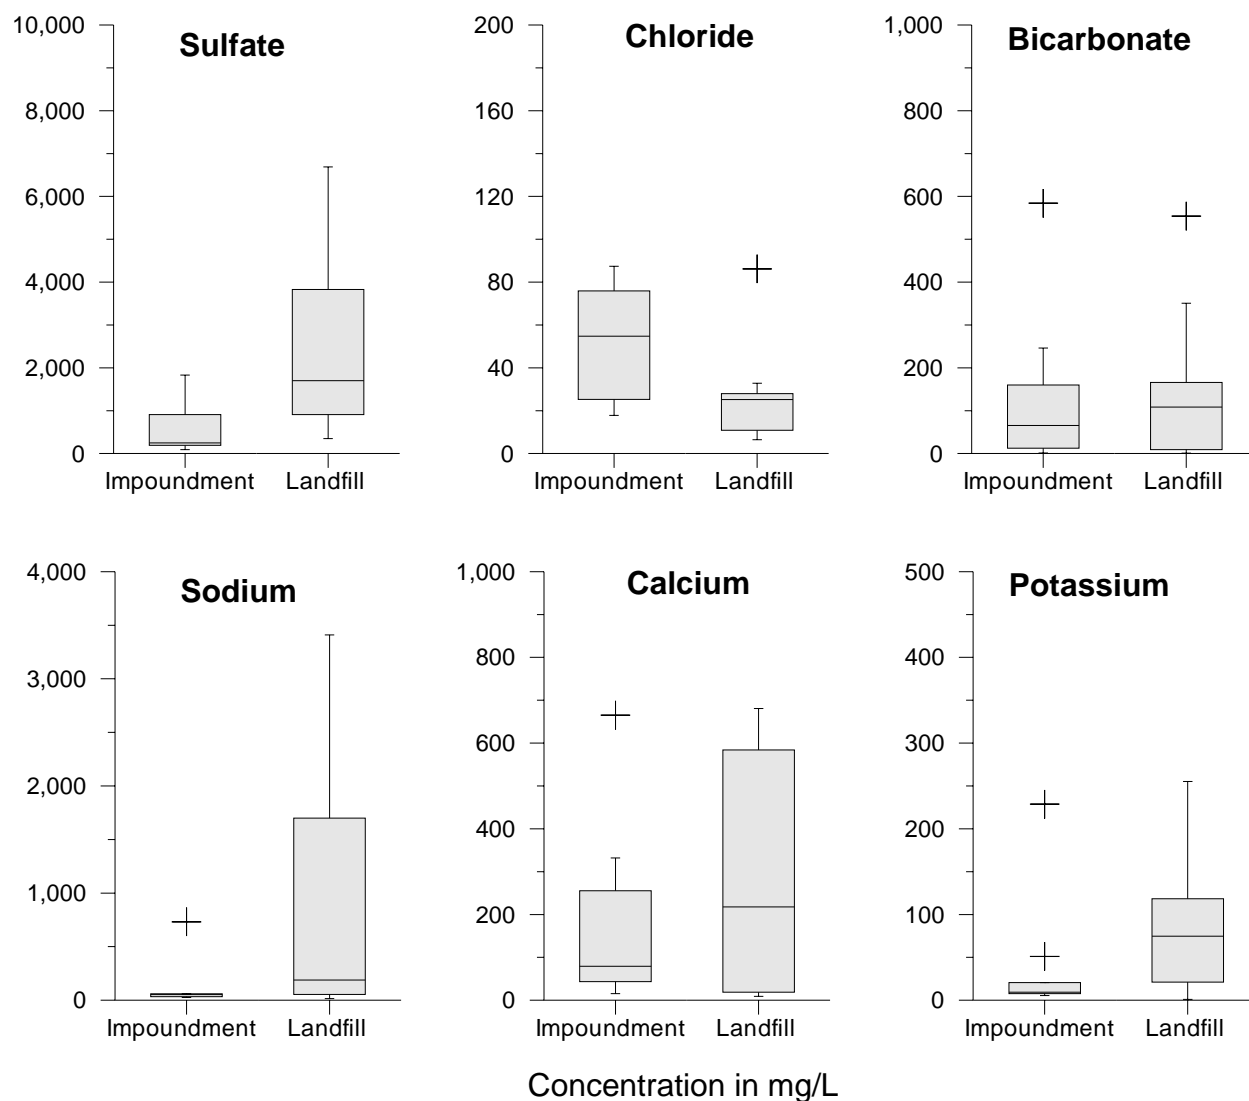 Sulfate
10,000
8,000
6,000
4,000
2,000
0
Impoundment Landfill
Chloride
200
160
120
80
40
0
Impoundment Landfill
Bicarbonate
1,000
800
600
400
200
0
Impoundment Landfill
Sodium
4,000
3,000
2,000
1,000
0
Impoundment Landfill
Calcium
1,000
800
600
400
200
0
Impoundment Landfill
Potassium
500
400
300
200
100
0
Impoundment Landfill
Concentration in mg/L